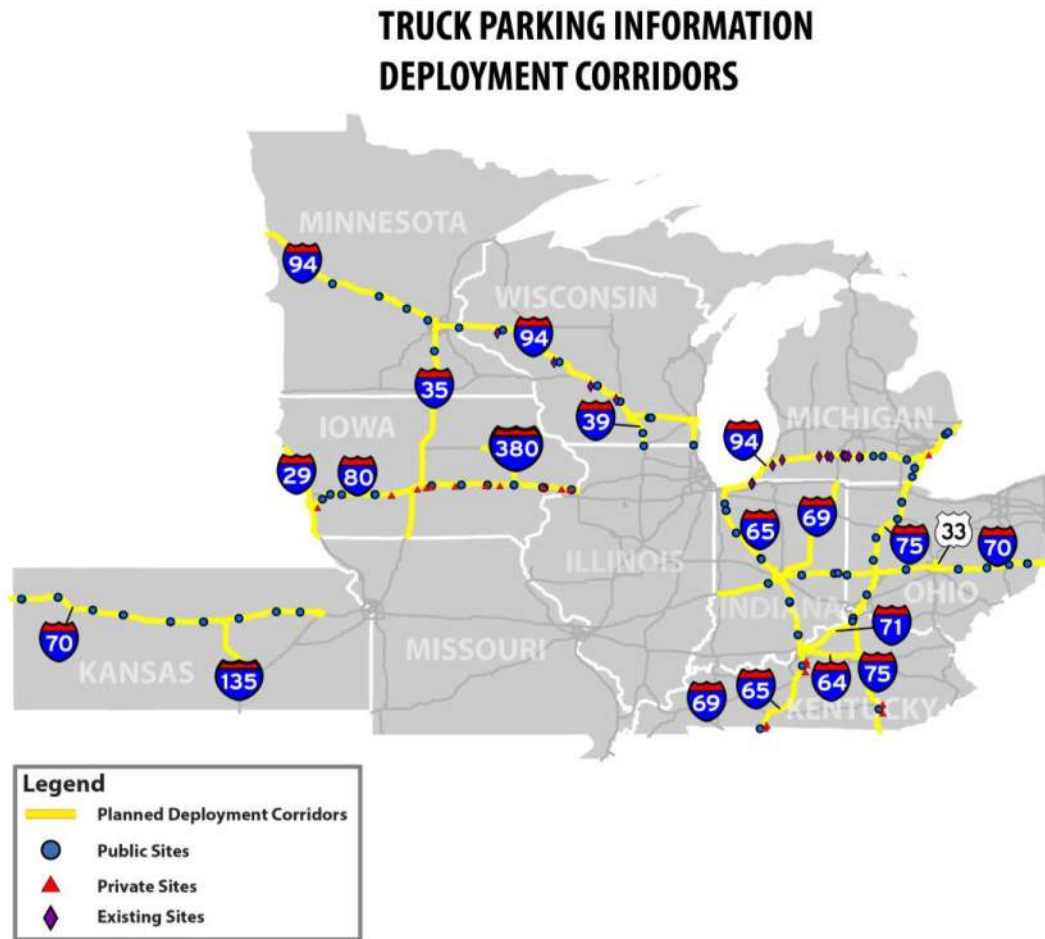 TRUCK PARKING INFORMATION
DEPLOYMENT CORRIDORS
MINNESOTA
94
WISCONSIN
94
35
39
MICHIGAN
94
IOWA
380
29
80
65
69
75
33
70
ILLINOIS
INDIANA
OHIO
71
70
KANSAS
135
MISSOURI
69
65
64
75
KENTUCKY
Legend
Planned Deployment Corridors
Public Sites
Private Sites
Existing Sites